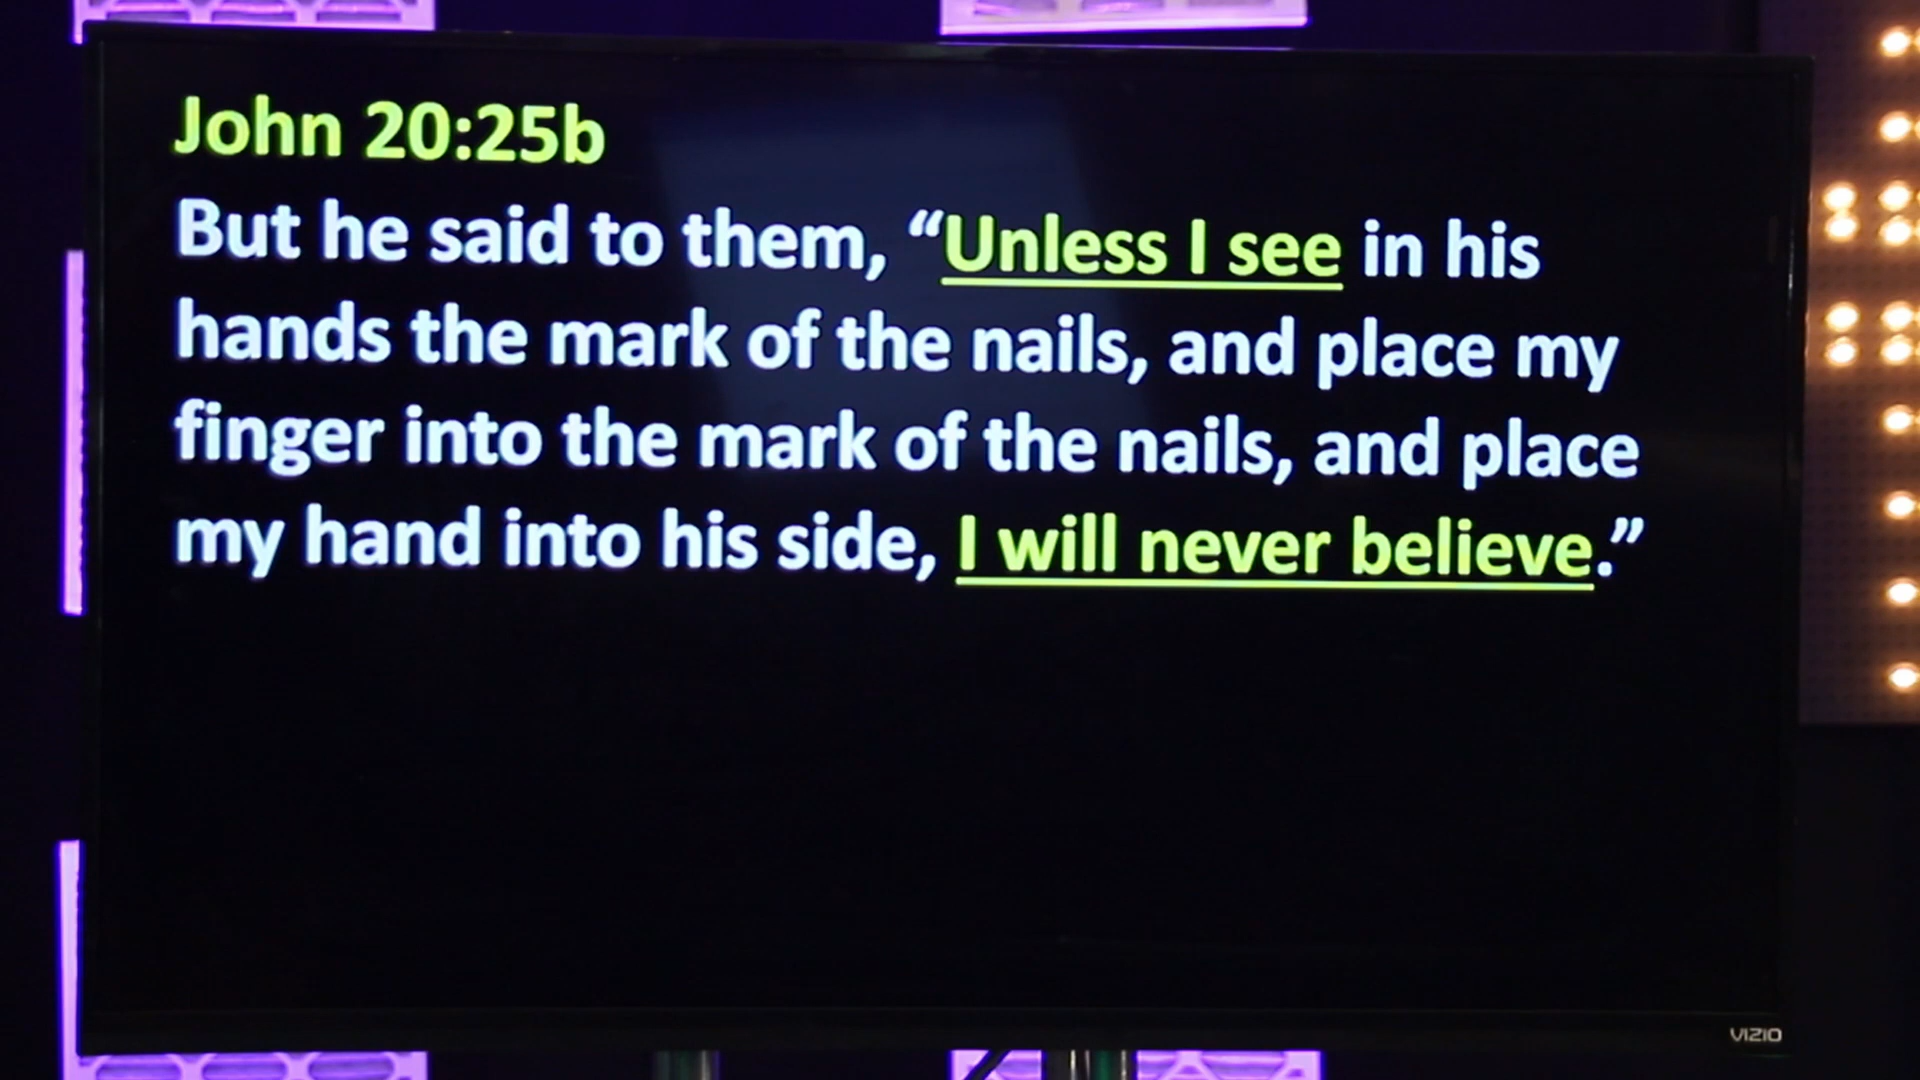 John 20:25b
But he said to them, “Unless I see in his
hands the mark of the nails, and place my
finger into the mark of the nails, and place
my hand into his side, I will never believe.”
VIZIO